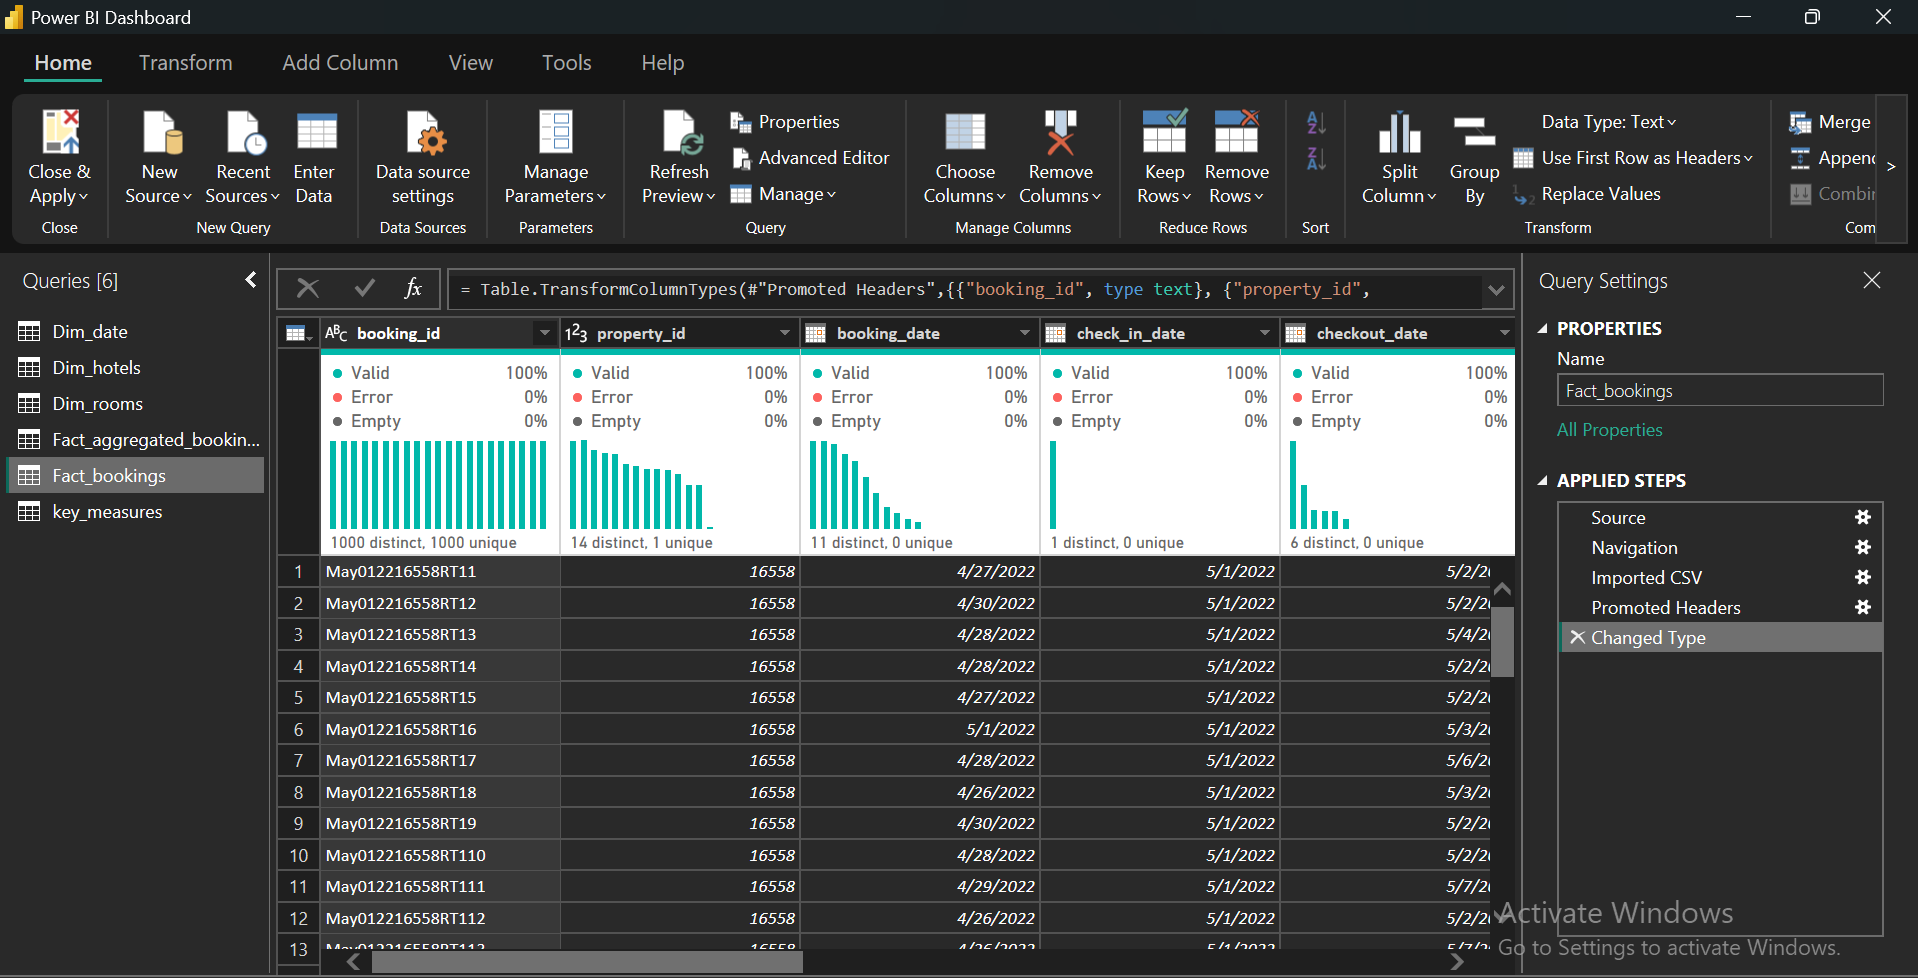 Power BI Dashboard
Home Transform Add Column View Tools Help
Close & Apply
Close
New Source
Recent Sources
Enter Data
New Query
Data source settings
Data Sources
Manage Parameters
Parameters
Refresh Preview
Properties
Advanced Editor
Manage
Query
Choose Columns
Remove Columns
Manage Columns
Keep Rows
Remove Rows
Reduce Rows
Sort
Split Column
Group By
Data Type: Text
Use First Row as Headers
Replace Values
Transform
Merge
Appen
Combi
Com
Queries [6]
Dim_date
Dim_hotels
Dim_rooms
Fact_aggregated_bookin...
Fact_bookings
key_measures
fx = Table.TransformColumnTypes(#"Promoted Headers",{{"booking_id", type text}, {"property_id",
booking_id property_id booking_date check_in_date checkout_date
Valid 100% Valid 100% Valid 100% Valid 100% Valid 100%
Error 0% Error 0% Error 0% Error 0% Error 0%
Empty 0% Empty 0% Empty 0% Empty 0% Empty 0%
1000 distinct, 1000 unique 14 distinct, 1 unique 11 distinct, 0 unique 1 distinct, 0 unique 6 distinct, 0 unique
1 May012216558RT11 16558 4/27/2022 5/1/2022 5/2/2
2 May012216558RT12 16558 4/30/2022 5/1/2022 5/2/2
3 May012216558RT13 16558 4/28/2022 5/1/2022 5/4/2
4 May012216558RT14 16558 4/28/2022 5/1/2022 5/2/2
5 May012216558RT15 16558 4/27/2022 5/1/2022 5/2/2
6 May012216558RT16 16558 5/1/2022 5/1/2022 5/3/2
7 May012216558RT17 16558 4/28/2022 5/1/2022 5/6/2
8 May012216558RT18 16558 4/26/2022 5/1/2022 5/3/2
9 May012216558RT19 16558 4/30/2022 5/1/2022 5/2/2
10 May012216558RT110 16558 4/28/2022 5/1/2022 5/2/2
11 May012216558RT111 16558 4/29/2022 5/1/2022 5/7/2
12 May012216558RT112 16558 4/26/2022 5/1/2022 5/2/2
13
Query Settings
PROPERTIES
Name
Fact_bookings
All Properties
APPLIED STEPS
Source
Navigation
Imported CSV
Promoted Headers
Changed Type
Activate Windows
Go to Settings to activate Windows.